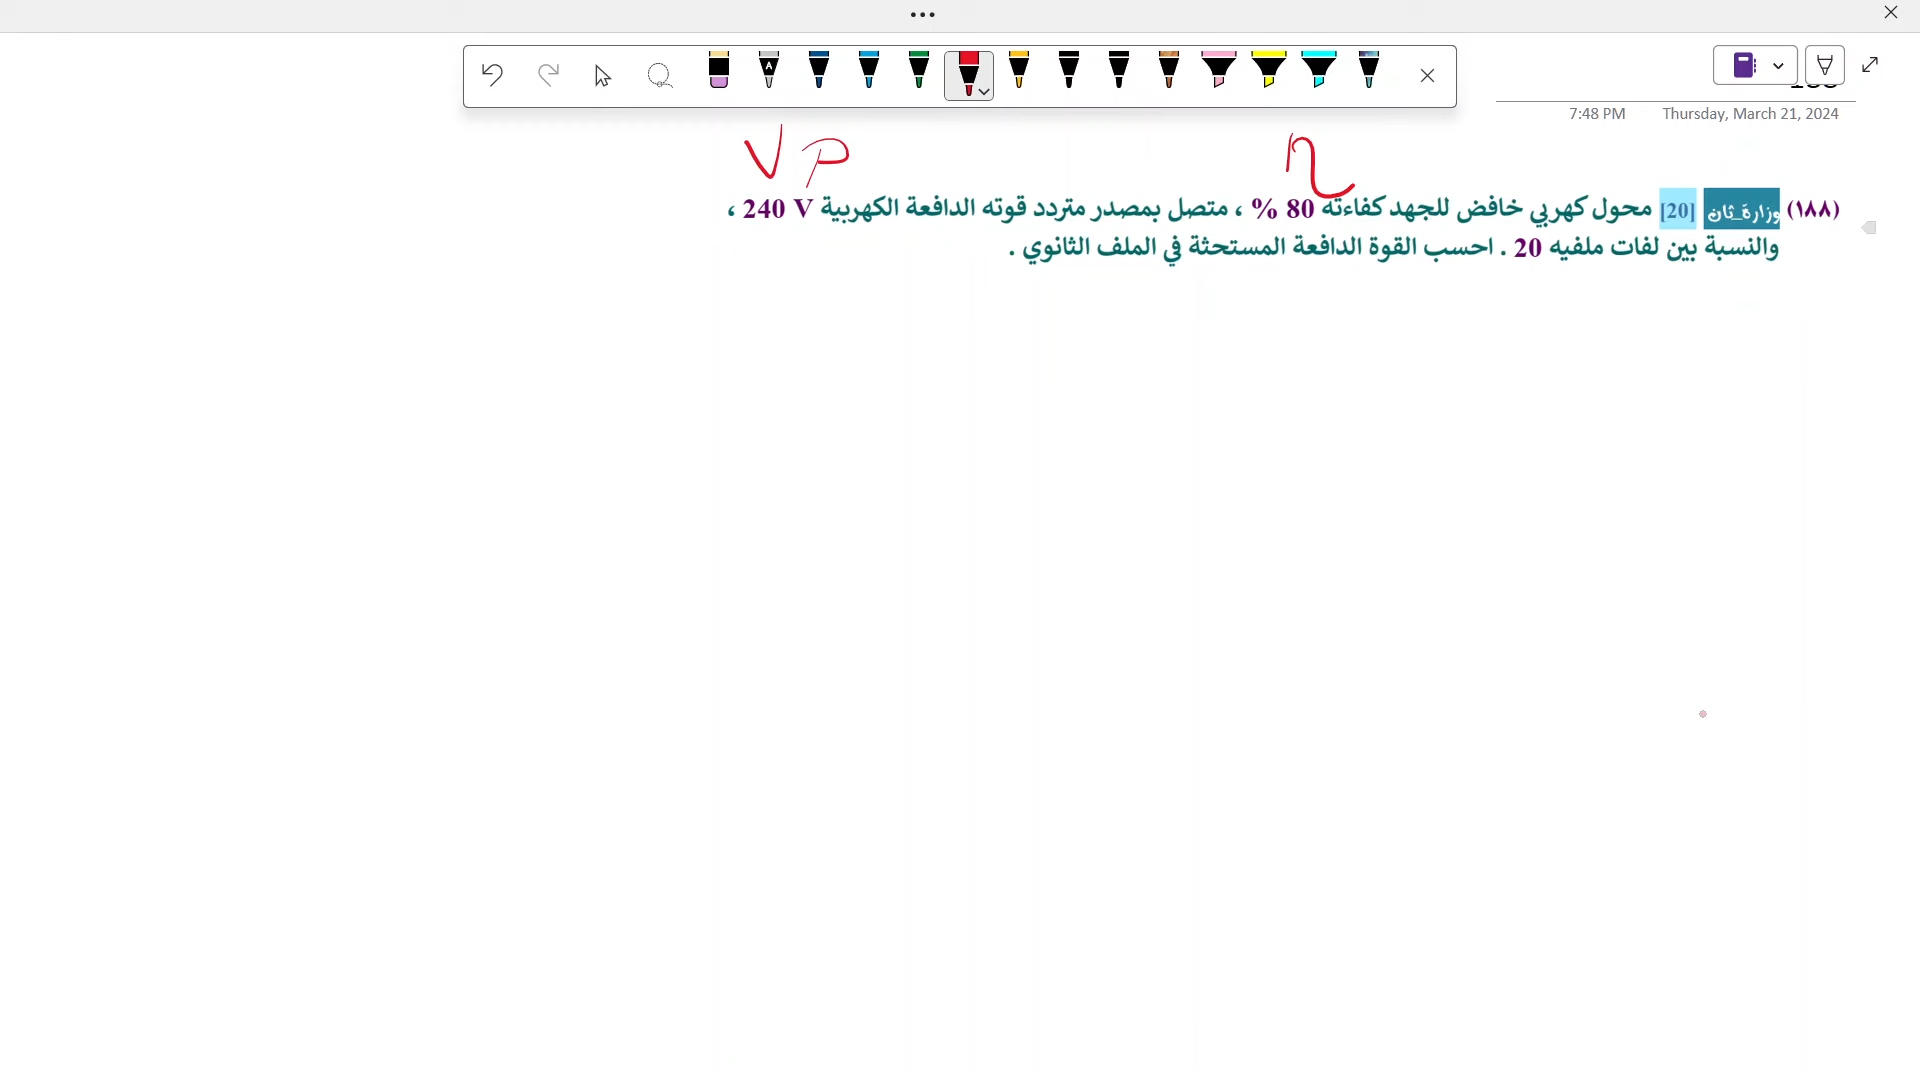 7:48 PM Thursday, March 21, 2024
V P
η
(١٨٨) وزارة_ثان [20] محول كهربي خافض للجهد كفاءته 80 % ، متصل بمصدر متردد قوته الدافعة الكهربية 240 V ،
والنسبة بين لفات ملفيه 20 . احسب القوة الدافعة المستحثة في الملف الثانوي .